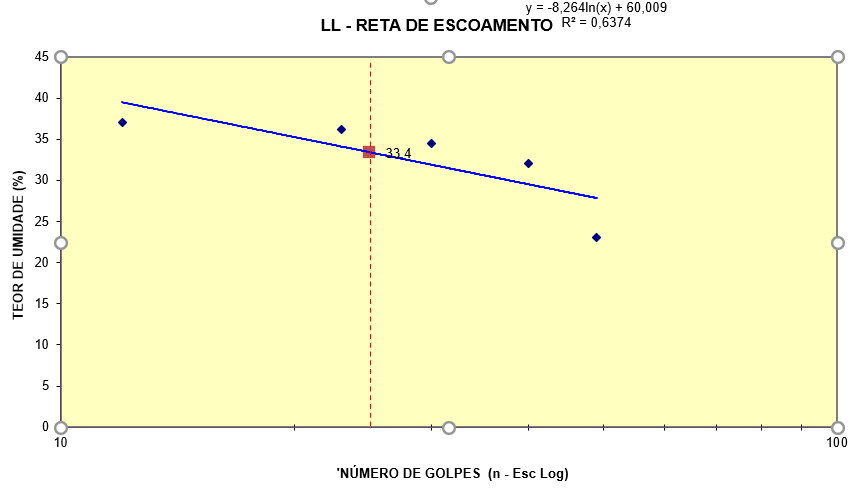 y = -8,264ln(x) + 60,009
R² = 0,6374
LL - RETA DE ESCOAMENTO
45
40
35
30
25
20
15
10
5
0
TEOR DE UMIDADE (%)
33,4
10
100
'NÚMERO DE GOLPES (n - Esc Log)